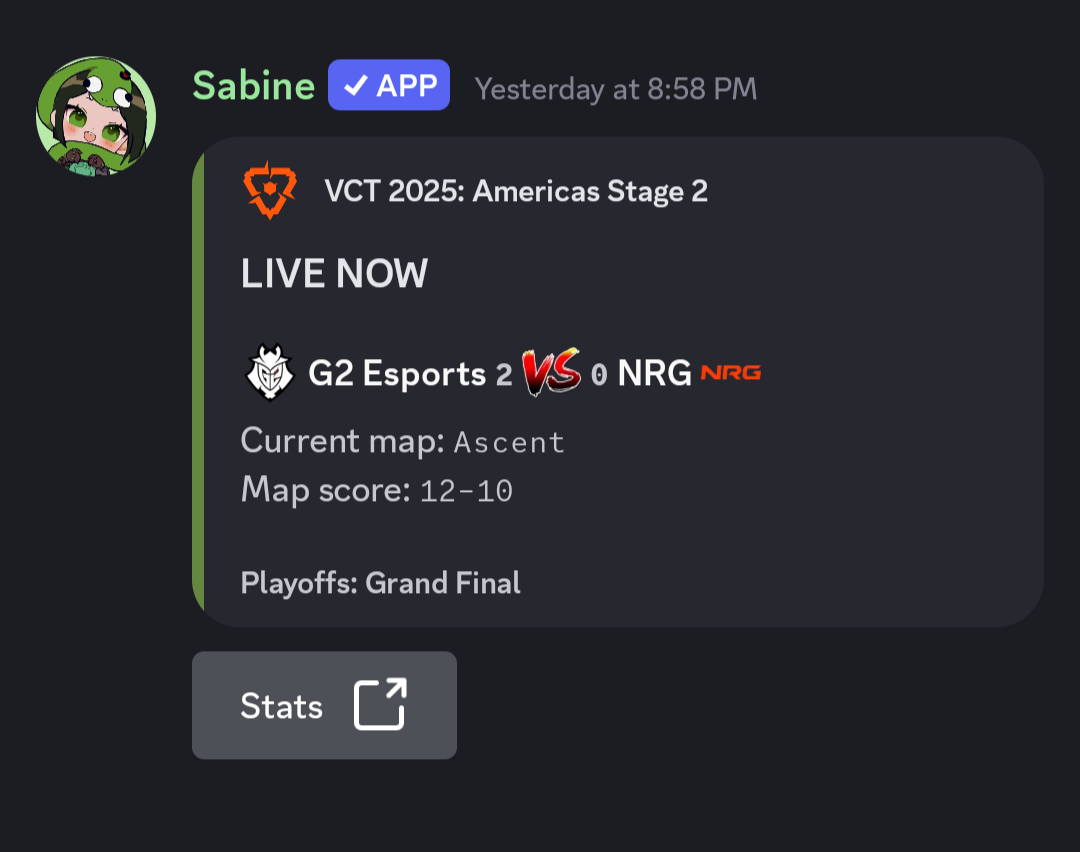 Sabine ✓ APP Yesterday at 8:58 PM
VCT 2025: Americas Stage 2
LIVE NOW
G2 Esports 2 VS 0 NRG NRG
Current map: Ascent
Map score: 12-10
Playoffs: Grand Final
Stats